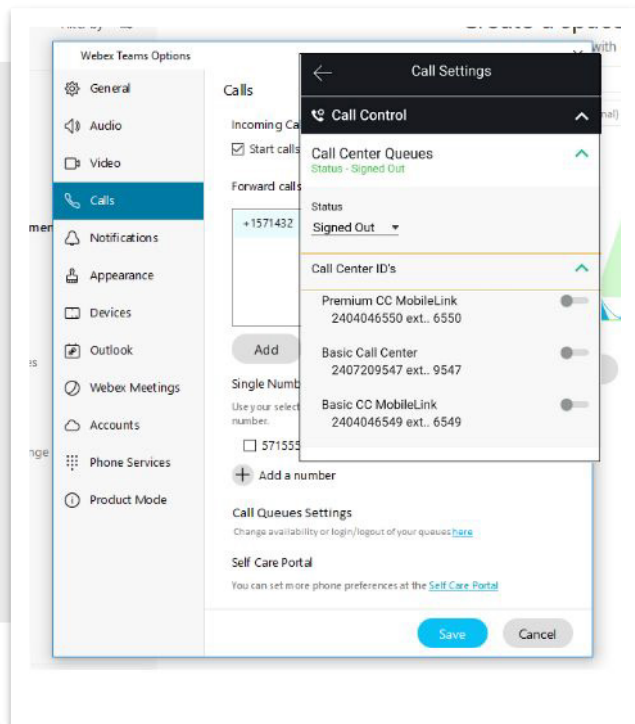 with
Webex Teams Options
General
Audio
Video
Calls
Notifications
Appearance
Devices
Outlook
Webex Meetings
Accounts
Phone Services
Product Mode
Calls
Incoming Ca
Start calls
Forward calls
+1571432
Add
Single Numb
Use your select
number.
571555
Add a number
Call Queues Settings
Change availability or login/logout of your queues here
Self Care Portal
You can set more phone preferences at the Self Care Portal
Save
Cancel
Call Settings
Call Control
Call Center Queues
Status - Signed Out
Status
Signed Out
Call Center ID's
Premium CC MobileLink
2404046550 ext.. 6550
Basic Call Center
2407209547 ext.. 9547
Basic CC MobileLink
2404046549 ext.. 6549